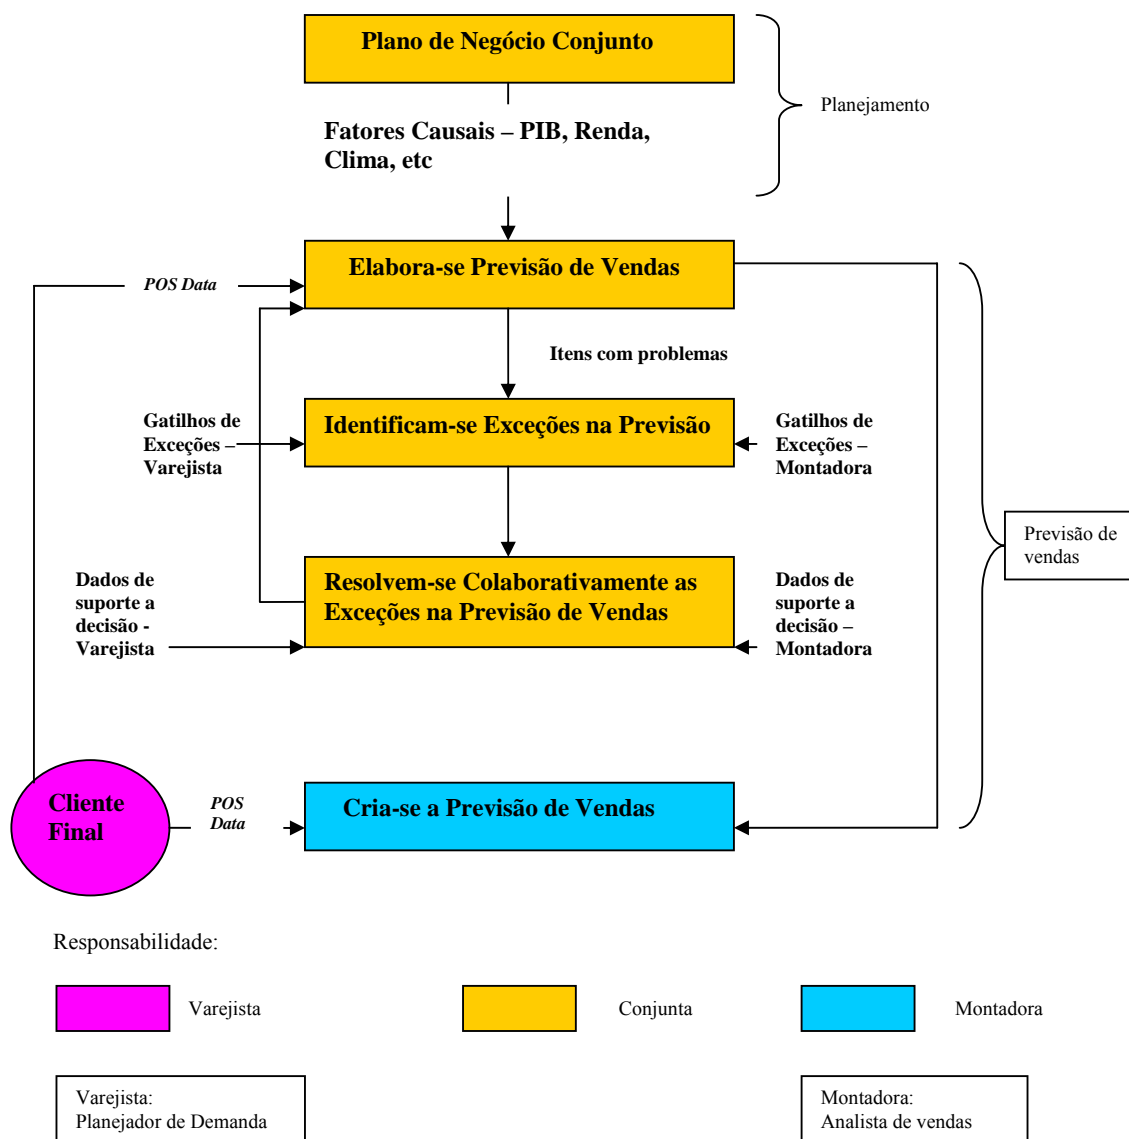 Plano de Negócio Conjunto
Planejamento
Fatores Causais – PIB, Renda,
Clima, etc
Elabora-se Previsão de Vendas
POS Data
Itens com problemas
Gatilhos de
Exceções –
Varejista
Identificam-se Exceções na Previsão
Gatilhos de
Exceções –
Montadora
Previsão de
vendas
Dados de
suporte a
decisão -
Varejista
Resolvem-se Colaborativamente as
Exceções na Previsão de Vendas
Dados de
suporte a
decisão –
Montadora
Cliente
Final
POS
Data
Cria-se a Previsão de Vendas
Responsabilidade:
Varejista
Conjunta
Montadora
Varejista:
Planejador de Demanda
Montadora:
Analista de vendas